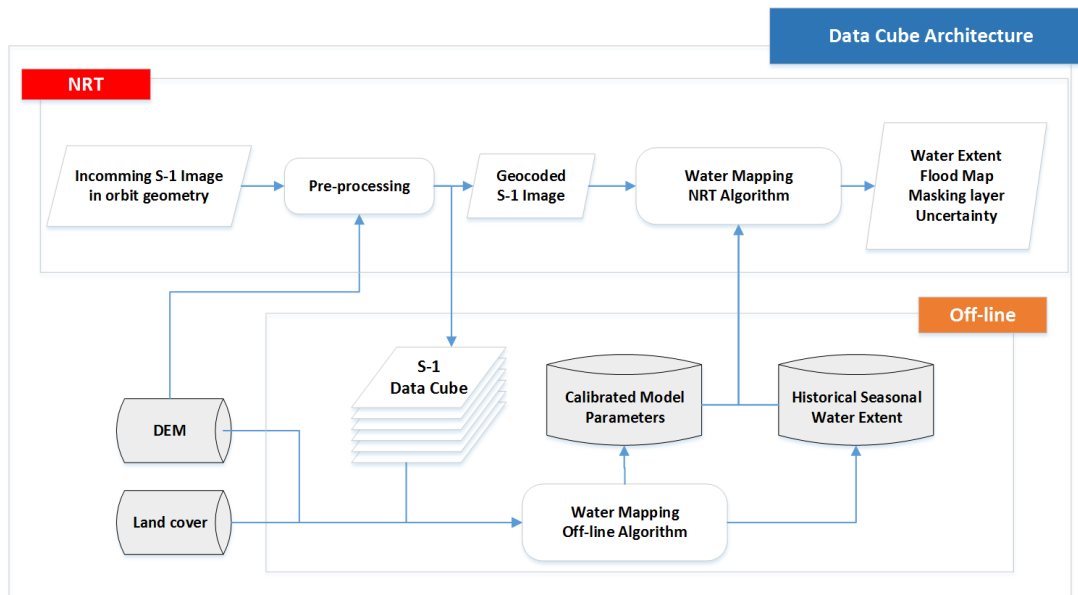 Data Cube Architecture
NRT
Incomming S-1 Image
in orbit geometry
Pre-processing
Geocoded
S-1 Image
Water Mapping
NRT Algorithm
Water Extent
Flood Map
Masking layer
Uncertainty
Off-line
S-1
Data Cube
Calibrated Model
Parameters
Historical Seasonal
Water Extent
DEM
Land cover
Water Mapping
Off-line Algorithm